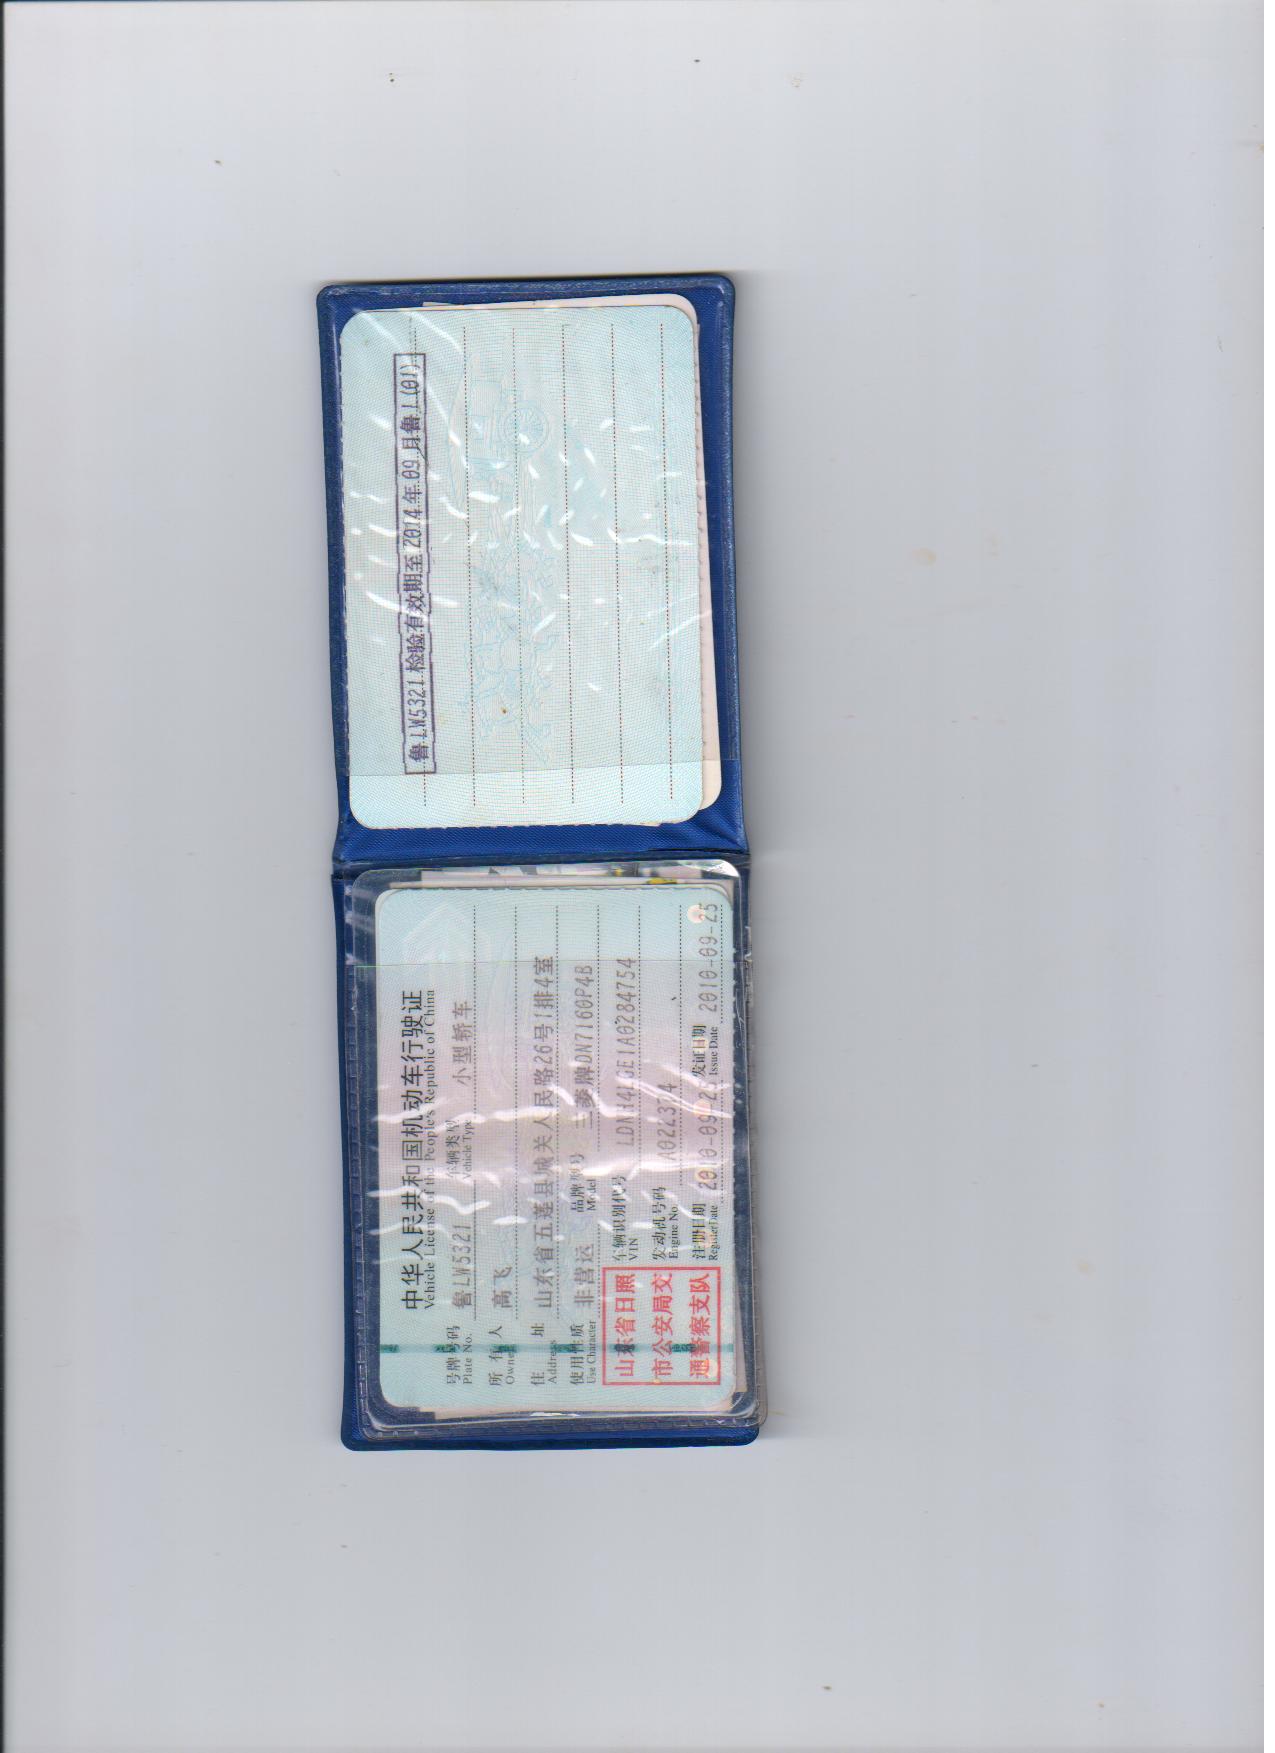 中华人民共和国机动车行驶证
Vehicle License of the People's Republic of China
号牌号码 鲁LW5321 车辆类型 小型轿车
Plate No. Vehicle Type
所有人 高飞
Owner
住址 山东省五莲县城关人民路26号1排4室
Address
使用性质 非营运 品牌型号 三菱牌DN7160P4B
Use Character Model
山东省日照
市公安局交
通警察支队
车辆识别代号
VIN
发动机号码
Engine No.
注册日期 2010-09-25 发证日期 2010-09-25
Register Date Issue Date
鲁LW5321 检验有效期至 2014年09月鲁L(01)